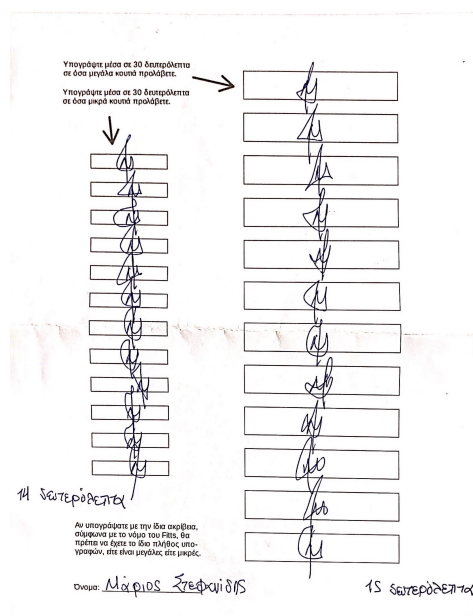 Υπογράψτε μέσα σε 30 δευτερόλεπτα
σε όσα μεγάλα κουτιά προλάβετε.
Υπογράψτε μέσα σε 30 δευτερόλεπτα
σε όσα μικρά κουτιά προλάβετε.
14 δευτερόλεπτα
Αν υπογράψατε με την ίδια ακρίβεια,
σύμφωνα με το νόμο του Fitts, θα
πρέπει να έχετε το ίδιο πλήθος υπο-
γραφών, είτε είναι μεγάλες είτε μικρές.
Όνομα: Μάριος Στεφανίδης
15 δευτερόλεπτα